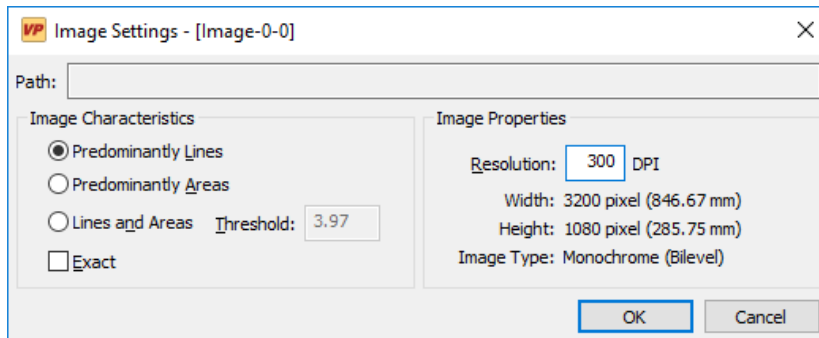 VP Image Settings - [Image-0-0]
Path:
Image Characteristics
Predominantly Lines
Predominantly Areas
Lines and Areas Threshold: 3.97
Exact
Image Properties
Resolution: 300 DPI
Width: 3200 pixel (846.67 mm)
Height: 1080 pixel (285.75 mm)
Image Type: Monochrome (Bilevel)
OK Cancel